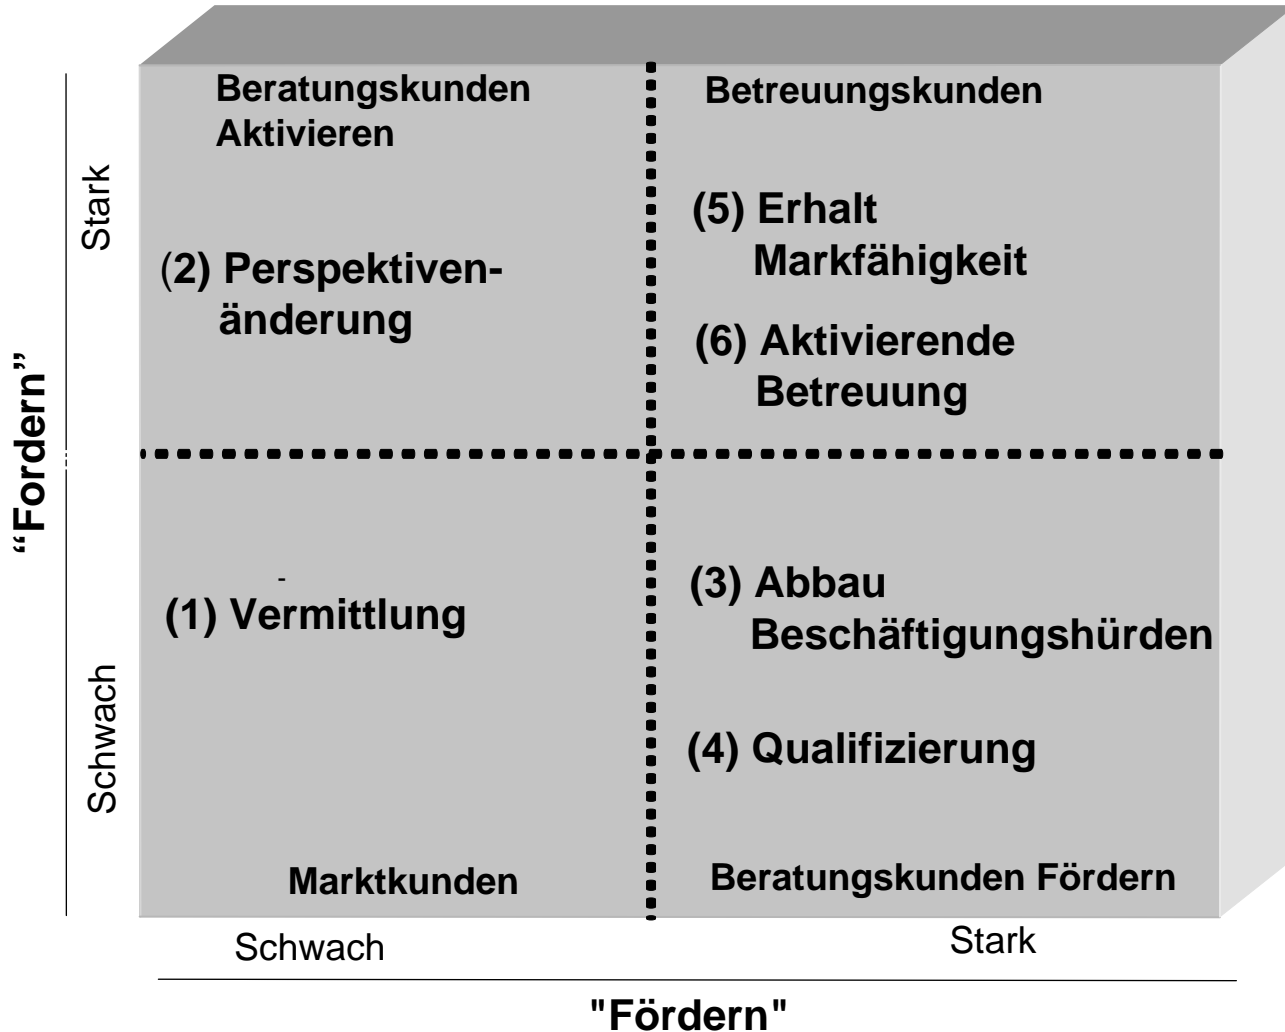 Beratungskunden
Aktivieren
Betreuungskunden
Stark
(5) Erhalt
Markfähigkeit
(2) Perspektiven-
änderung
(6) Aktivierende
Betreuung
“Fordern”
(3) Abbau
Beschäftigungshürden
-
(1) Vermittlung
Schwach
(4) Qualifizierung
Marktkunden
Beratungskunden Fördern
Schwach
Stark
"Fördern"